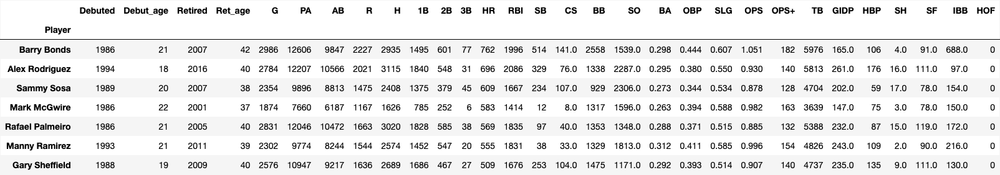 Debuted Debut_age Retired Ret_age G PA AB R H 1B 2B 3B HR RBI SB CS BB SO BA OBP SLG OPS OPS+ TB GIDP HBP SH SF IBB HOF
Player
Barry Bonds 1986 21 2007 42 2986 12606 9847 2227 2935 1495 601 77 762 1996 514 141.0 2558 1539.0 0.298 0.444 0.607 1.051 182 5976 165.0 106 4.0 91.0 688.0 0
Alex Rodriguez 1994 18 2016 40 2784 12207 10566 2021 3115 1840 548 31 696 2086 329 76.0 1338 2287.0 0.295 0.380 0.550 0.930 140 5813 261.0 176 16.0 111.0 97.0 0
Sammy Sosa 1989 20 2007 38 2354 9896 8813 1475 2408 1375 379 45 609 1667 234 107.0 929 2306.0 0.273 0.344 0.534 0.878 128 4704 202.0 59 17.0 78.0 154.0 0
Mark McGwire 1986 22 2001 37 1874 7660 6187 1167 1626 785 252 6 583 1414 12 8.0 1317 1596.0 0.263 0.394 0.588 0.982 163 3639 147.0 75 3.0 78.0 150.0 0
Rafael Palmeiro 1986 21 2005 40 2831 12046 10472 1663 3020 1828 585 38 569 1835 97 40.0 1353 1348.0 0.288 0.371 0.515 0.885 132 5388 232.0 87 15.0 119.0 172.0 0
Manny Ramirez 1993 21 2011 39 2302 9774 8244 1544 2574 1452 547 20 555 1831 38 33.0 1329 1813.0 0.312 0.411 0.585 0.996 154 4826 243.0 109 2.0 90.0 216.0 0
Gary Sheffield 1988 19 2009 40 2576 10947 9217 1636 2689 1686 467 27 509 1676 253 104.0 1475 1171.0 0.292 0.393 0.514 0.907 140 4737 235.0 135 9.0 111.0 130.0 0